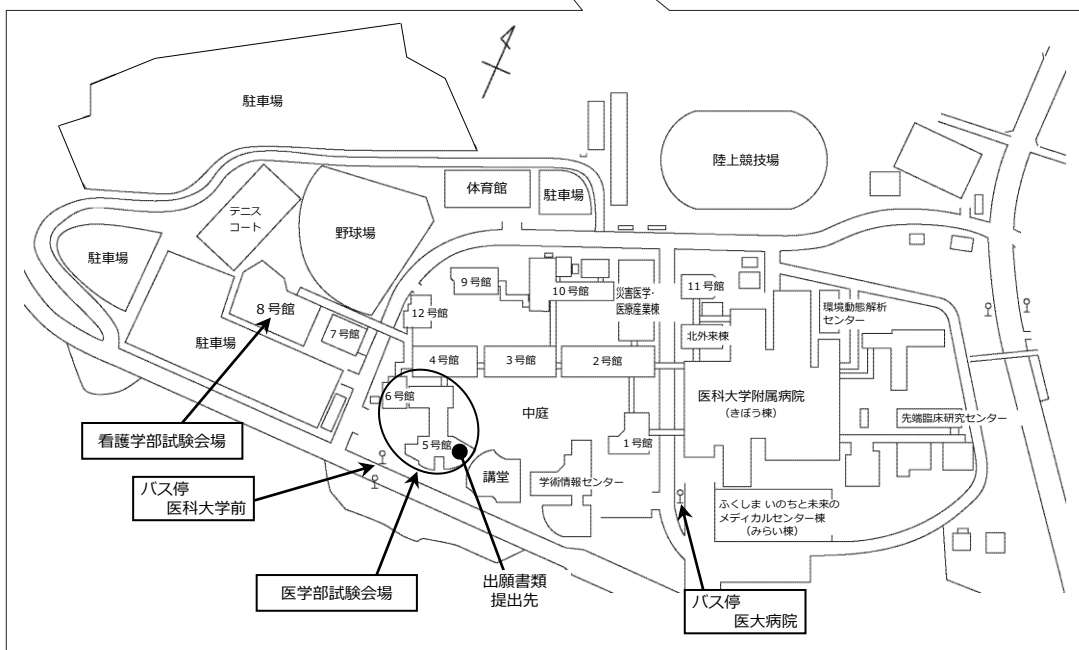 駐車場
陸上競技場
体育館
駐車場
テニス
コート
野球場
駐車場
9号館
10号館
災害医学・
医療産業棟
11号館
環境動態解析
センター
8号館
12号館
7号館
北外来棟
駐車場
4号館
3号館
2号館
6号館
医科大学附属病院
(きぼう棟)
中庭
先端臨床研究センター
看護学部試験会場
5号館
1号館
バス停
医科大学前
講堂
学術情報センター
ふくしま いのちと未来の
メディカルセンター棟
(みらい棟)
医学部試験会場
出願書類
提出先
バス停
医大病院